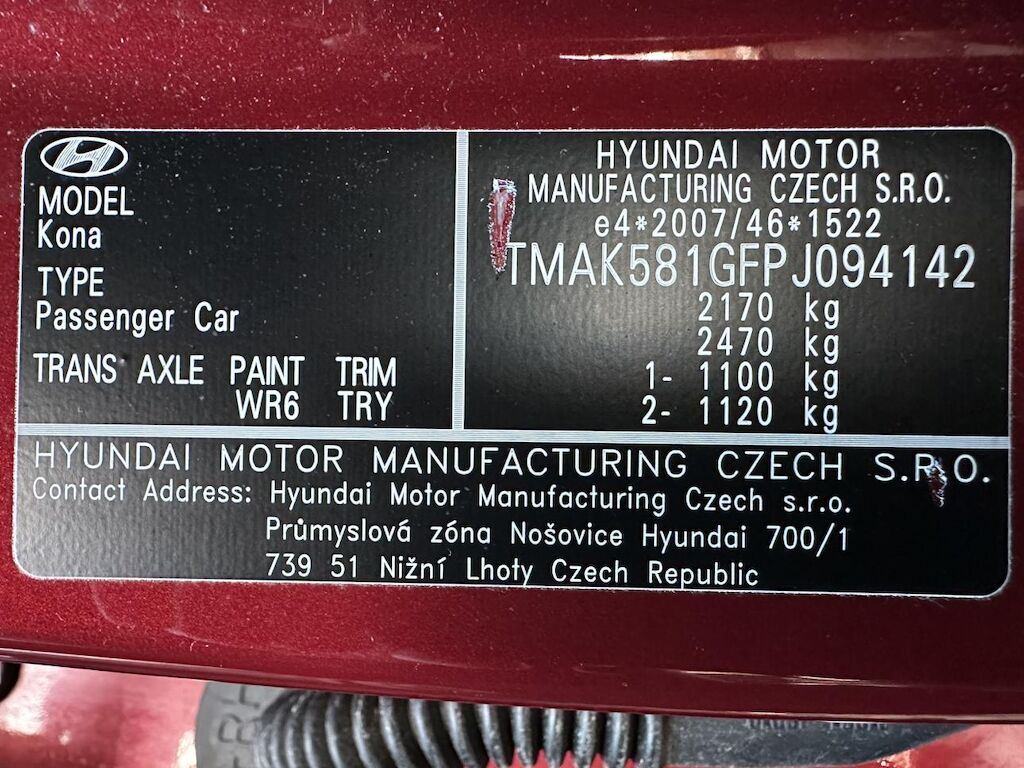 MODEL
Kona
TYPE
Passenger Car
TRANS AXLE PAINT TRIM
WR6 TRY
HYUNDAI MOTOR
MANUFACTURING CZECH S.R.O.
e4*2007/46*1522
TMAK581GFPJ094142
2170 kg
2470 kg
1- 1100 kg
2- 1120 kg
HYUNDAI MOTOR MANUFACTURING CZECH S.R.O.
Contact Address: Hyundai Motor Manufacturing Czech s.r.o.
Průmyslová zóna Nošovice Hyundai 700/1
739 51 Nižní Lhoty Czech Republic